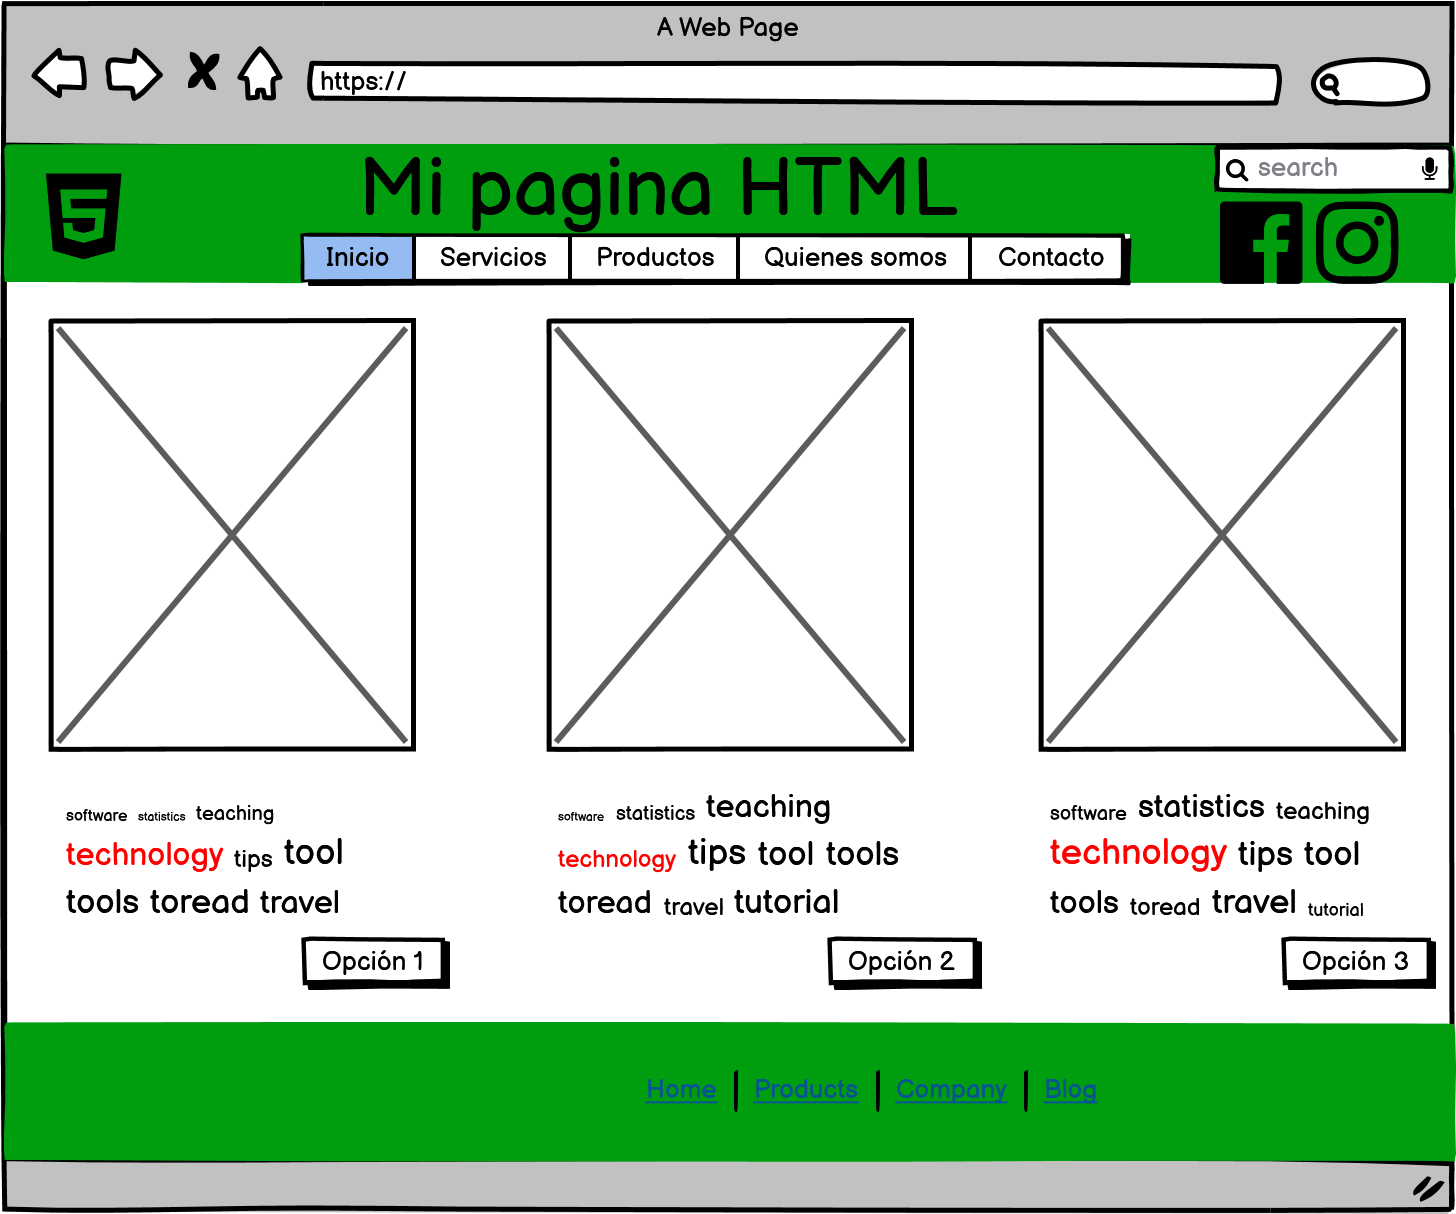 A Web Page
https://
Mi pagina HTML
search
Inicio Servicios Productos Quienes somos Contacto
software statistics teaching
technology tips tool
tools toread travel
Opción 1
software statistics teaching
technology tips tool tools
toread travel tutorial
Opción 2
software statistics teaching
technology tips tool
tools toread travel tutorial
Opción 3
Home Products Company Blog